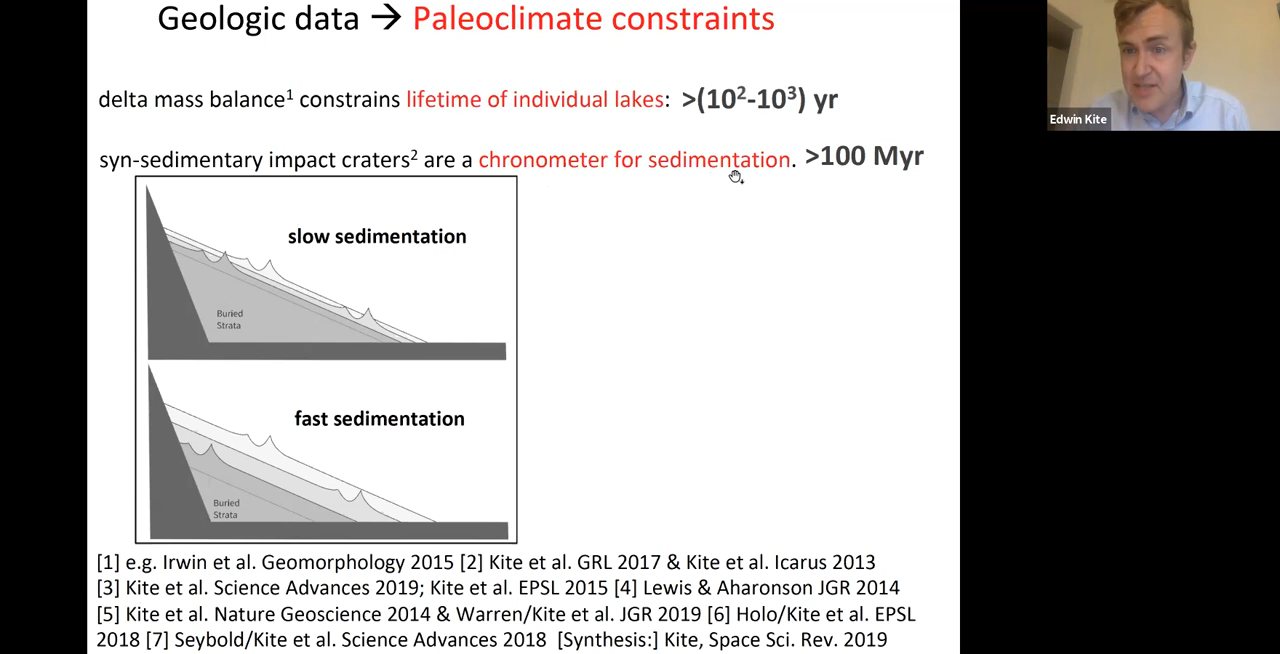 Geologic data → Paleoclimate constraints
Edwin Kite
delta mass balance¹ constrains lifetime of individual lakes: >(10²-10³) yr
syn-sedimentary impact craters² are a chronometer for sedimentation. >100 Myr
slow sedimentation
Buried
Strata
fast sedimentation
Buried
Strata
[1] e.g. Irwin et al. Geomorphology 2015 [2] Kite et al. GRL 2017 & Kite et al. Icarus 2013
[3] Kite et al. Science Advances 2019; Kite et al. EPSL 2015 [4] Lewis & Aharonson JGR 2014
[5] Kite et al. Nature Geoscience 2014 & Warren/Kite et al. JGR 2019 [6] Holo/Kite et al. EPSL
2018 [7] Seybold/Kite et al. Science Advances 2018 [Synthesis:] Kite, Space Sci. Rev. 2019